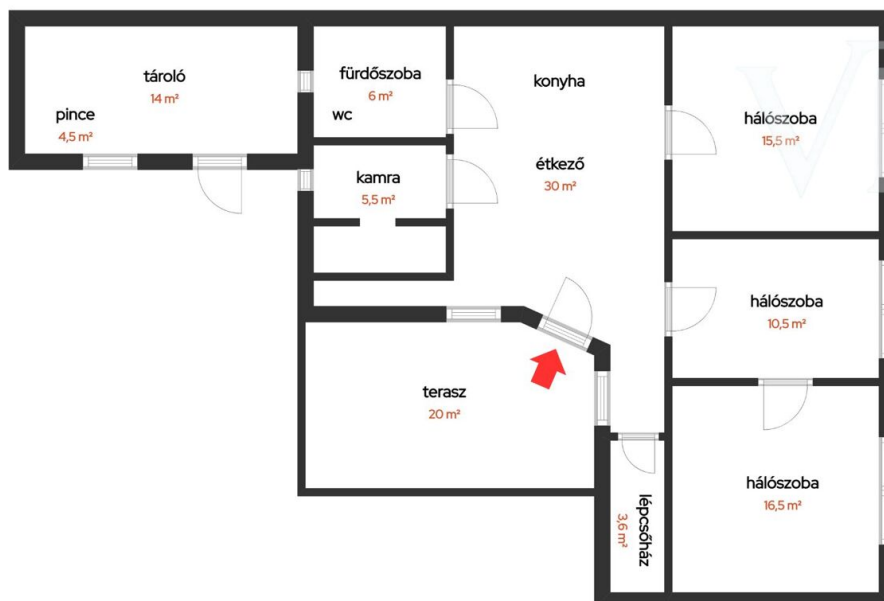 tároló
14 m²
pince
4,5 m²
fürdőszoba
6 m²
wc
konyha
étkező
30 m²
kamra
5,5 m²
hálószoba
15,5 m²
hálószoba
10,5 m²
terasz
20 m²
lépcsőház
3,6 m²
hálószoba
16,5 m²